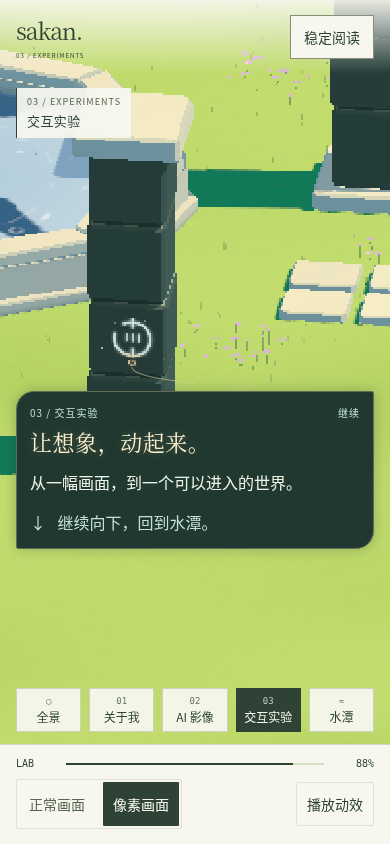 sakan.
03 / EXPERIMENTS
稳定阅读
03 / EXPERIMENTS
交互实验
03 / 交互实验
继续
让想象，动起来。
从一幅画面，到一个可以进入的世界。
↓ 继续向下，回到水潭。
○
全景
01
关于我
02
AI 影像
03
交互实验
≈
水潭
LAB
88%
正常画面
像素画面
播放动效